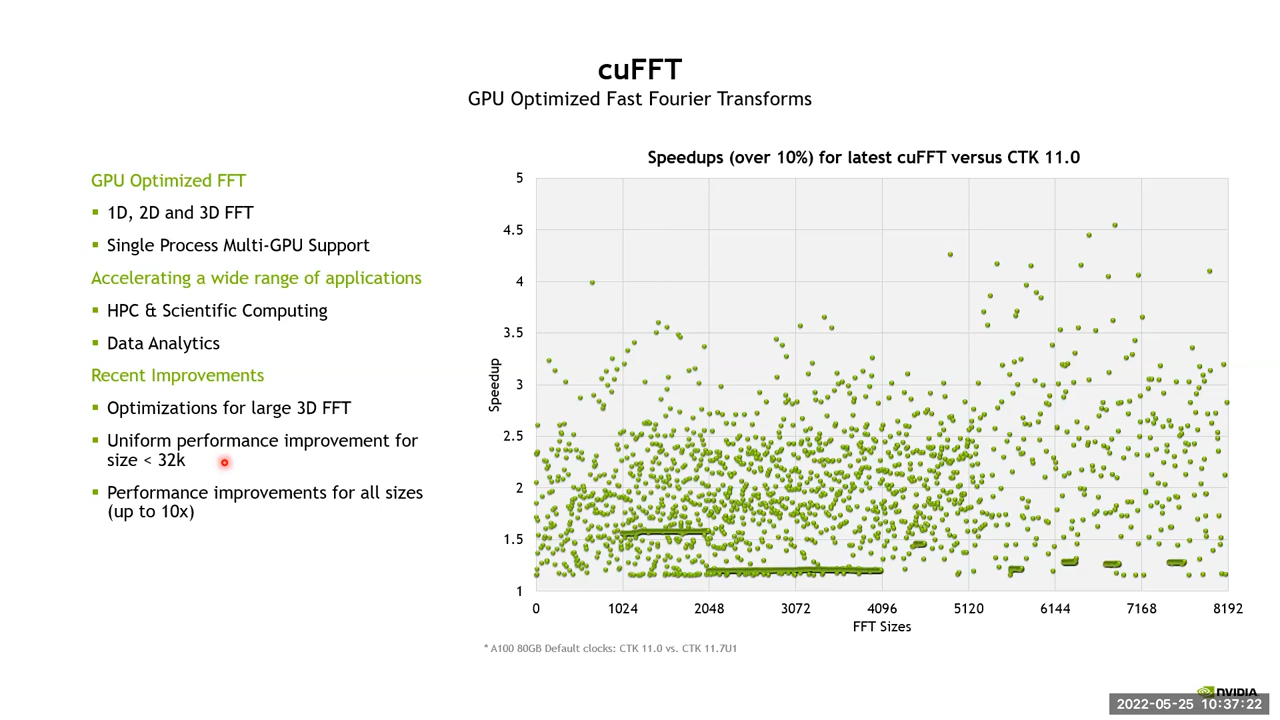 cuFFT
GPU Optimized Fast Fourier Transforms
GPU Optimized FFT
▪ 1D, 2D and 3D FFT
▪ Single Process Multi-GPU Support
Accelerating a wide range of applications
▪ HPC & Scientific Computing
▪ Data Analytics
Recent Improvements
▪ Optimizations for large 3D FFT
▪ Uniform performance improvement for
size < 32k
▪ Performance improvements for all sizes
(up to 10x)
Speedups (over 10%) for latest cuFFT versus CTK 11.0
5
4.5
4
3.5
3
2.5
2
1.5
1
Speedup
0 1024 2048 3072 4096 5120 6144 7168 8192
FFT Sizes
* A100 80GB Default clocks: CTK 11.0 vs. CTK 11.7U1
NVIDIA
2022-05-25 10:37:22